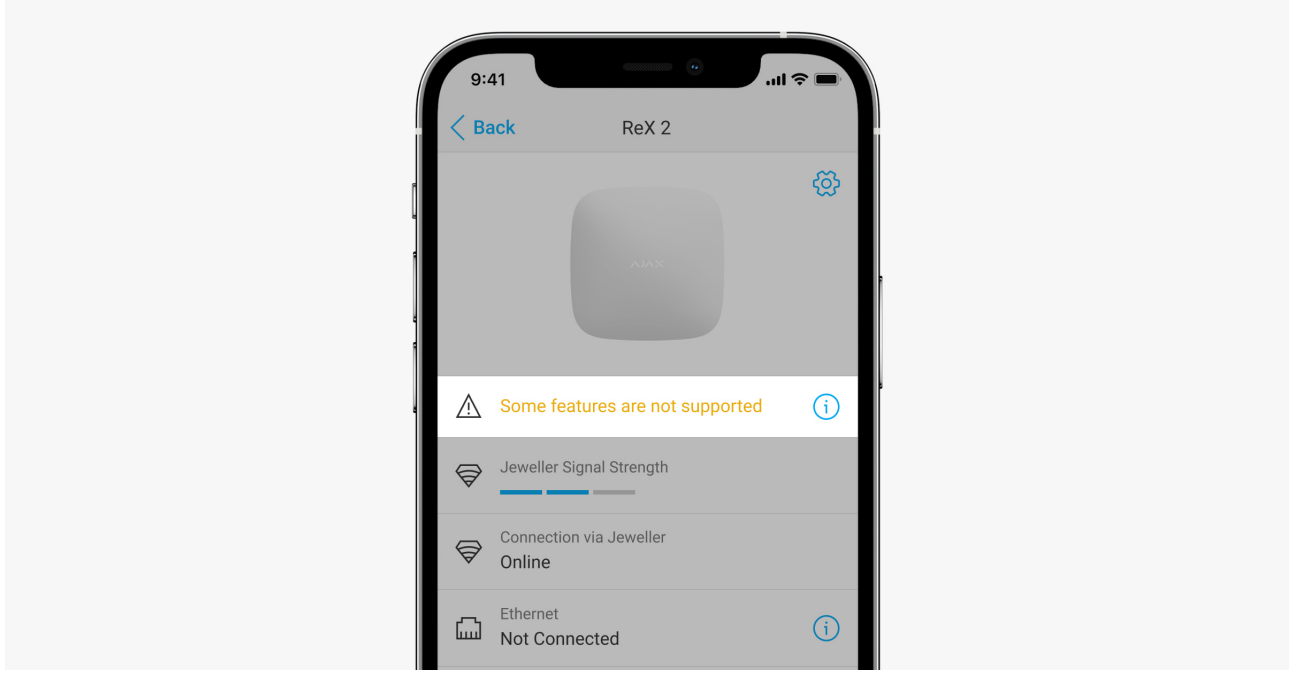 9:41
Back
ReX 2
AJAX
Some features are not supported
Jeweller Signal Strength
Connection via Jeweller
Online
Ethernet
Not Connected